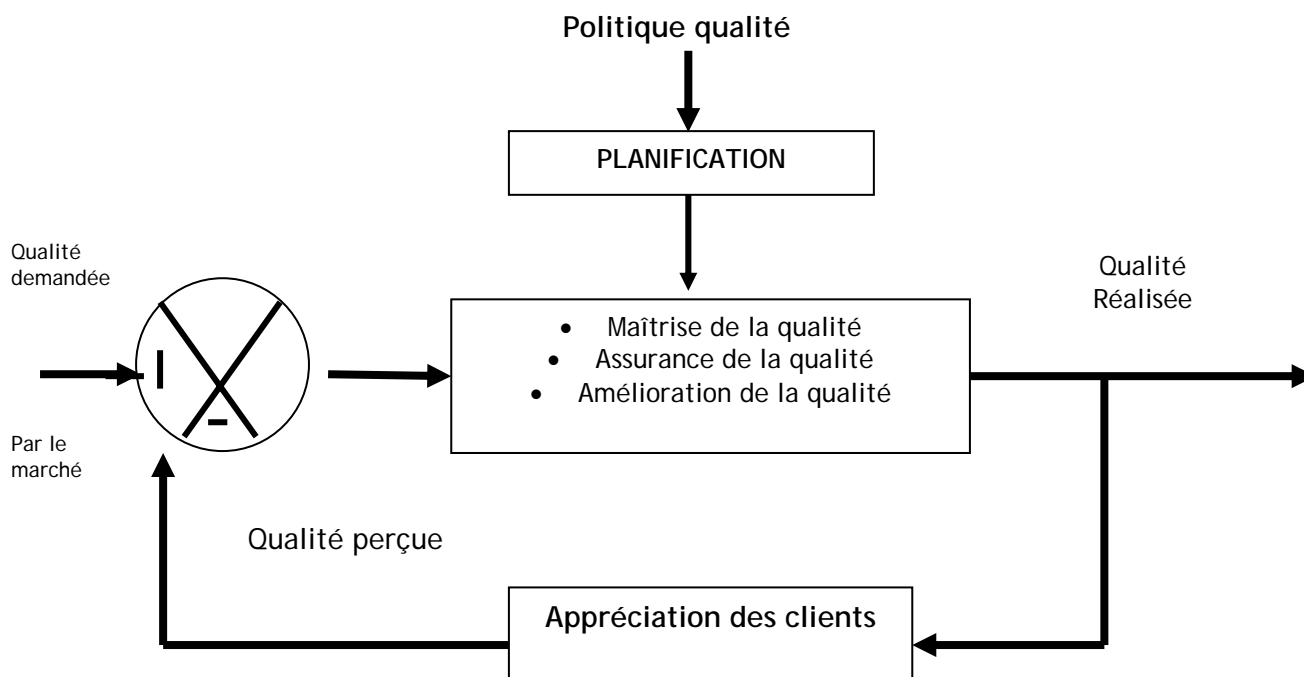 Politique qualité
PLANIFICATION
Qualité
demandée
Par le
marché
• Maîtrise de la qualité
• Assurance de la qualité
• Amélioration de la qualité
Qualité
Réalisée
Qualité perçue
Appréciation des clients